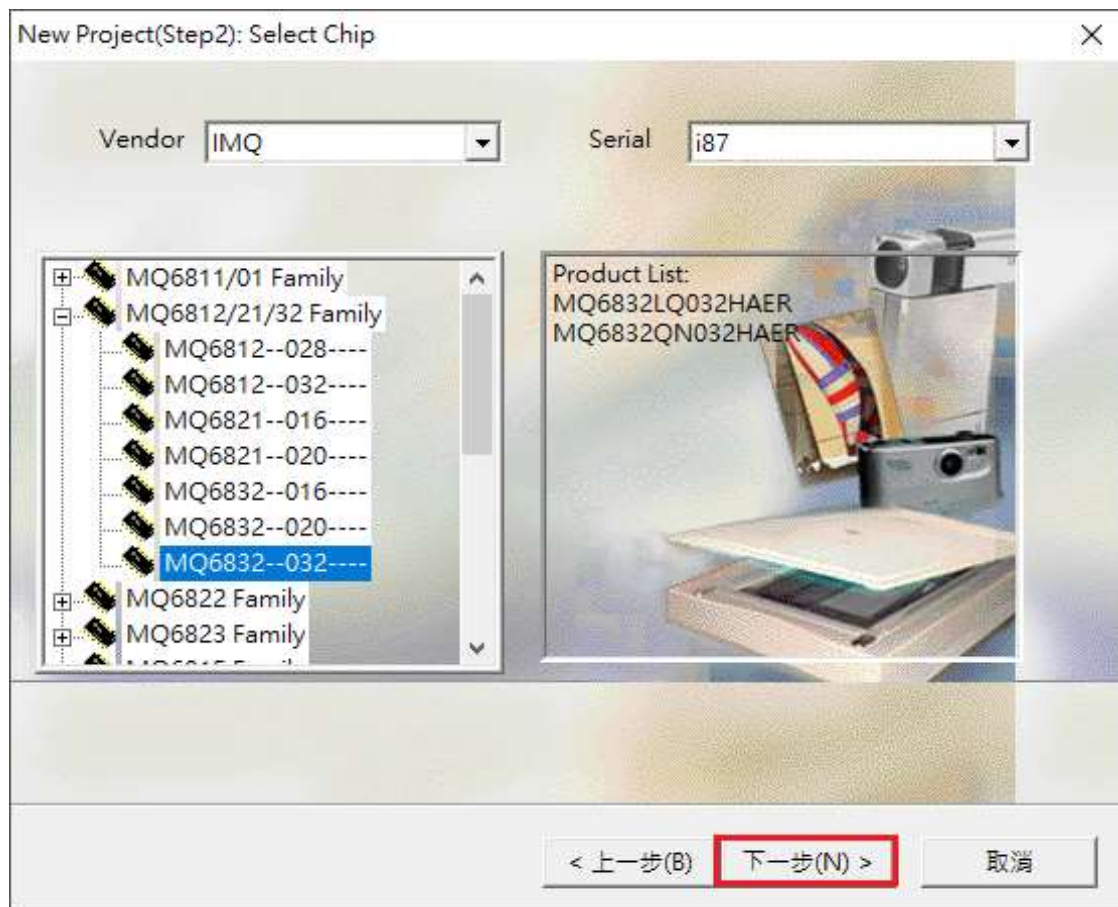 New Project(Step2): Select Chip
Vendor IMQ Serial i87
MQ6811/01 Family
MQ6812/21/32 Family
MQ6812--028----
MQ6812--032----
MQ6821--016----
MQ6821--020----
MQ6832--016----
MQ6832--020----
MQ6832--032----
MQ6822 Family
MQ6823 Family
Product List:
MQ6832LQ032HAER
MQ6832QN032HAER
< 上一步(B) 下一步(N) > 取消